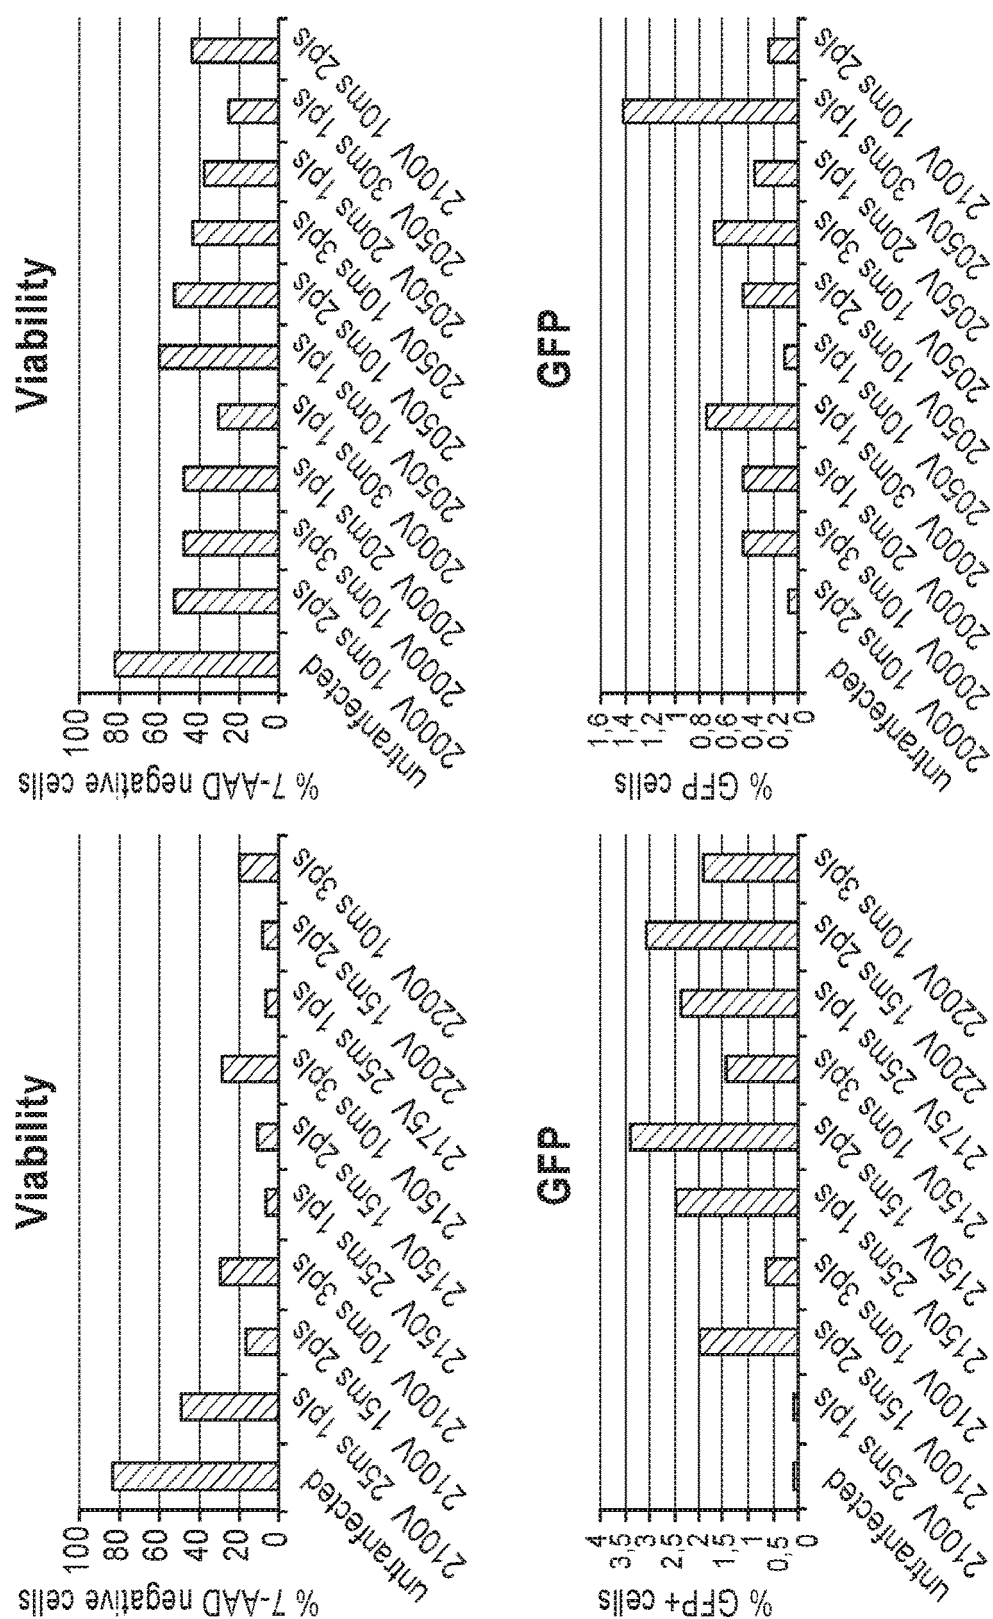 Viability
% 7-AAD negative cells
100
80
60
40
20
0
untranfected
2100V 25ms 1pls
2100V 15ms 2pls
2100V 10ms 3pls
2150V 25ms 1pls
2150V 15ms 2pls
2150V 10ms 3pls
2175V 25ms 1pls
2200V 15ms 2pls
2200V 10ms 3pls
Viability
% 7-AAD negative cells
100
80
60
40
20
0
untranfected
2000V 10ms 2pls
2000V 10ms 3pls
2000V 20ms 1pls
2000V 30ms 1pls
2050V 10ms 1pls
2050V 10ms 2pls
2050V 10ms 3pls
2050V 20ms 1pls
2050V 30ms 1pls
2100V 10ms 2pls
GFP
% GFP+ cells
4
3,5
3
2,5
2
1,5
1
0,5
0
untranfected
2100V 25ms 1pls
2100V 15ms 2pls
2100V 10ms 3pls
2150V 25ms 1pls
2150V 15ms 2pls
2150V 10ms 3pls
2175V 25ms 1pls
2200V 15ms 2pls
2200V 10ms 3pls
GFP
% GFP cells
1,6
1,4
1,2
1
0,8
0,6
0,4
0,2
0
untranfected
2000V 10ms 2pls
2000V 10ms 3pls
2000V 20ms 1pls
2000V 30ms 1pls
2050V 10ms 1pls
2050V 10ms 2pls
2050V 10ms 3pls
2050V 20ms 1pls
2050V 30ms 1pls
2100V 10ms 2pls